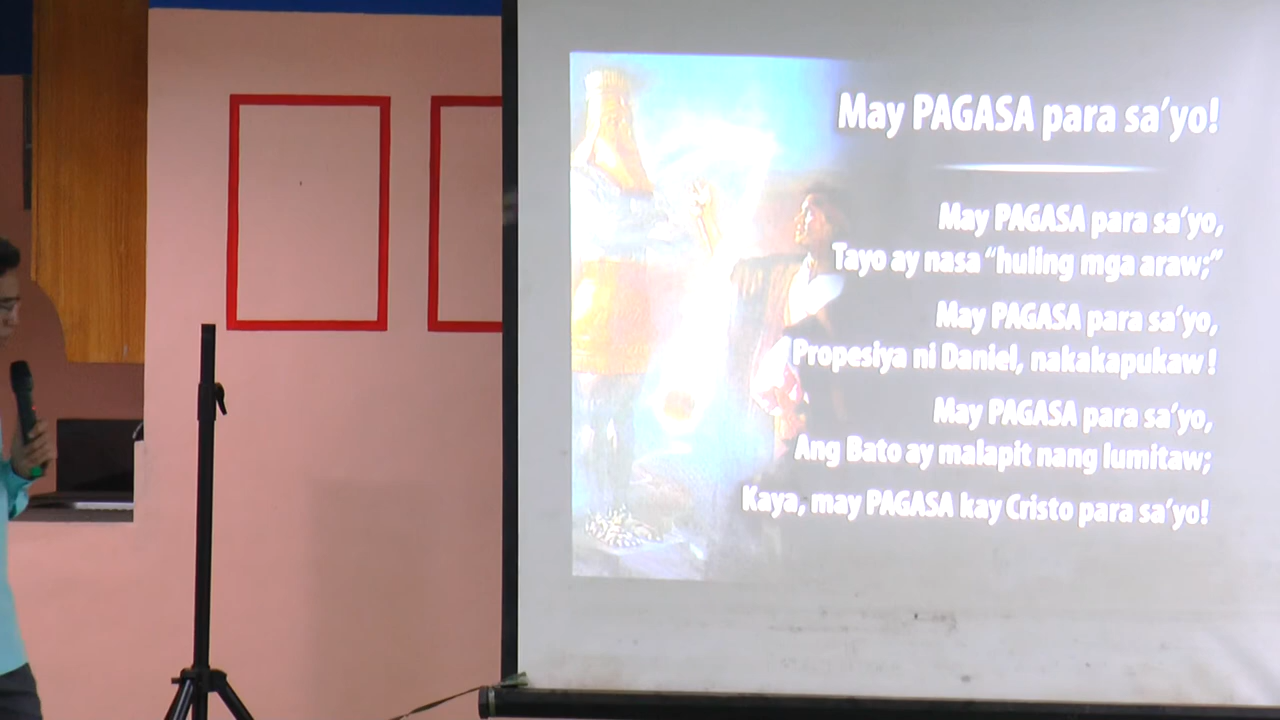 May PAGASA para sa'yo!
May PAGASA para sa'yo,
Tayo ay nasa “huling mga araw;”
May PAGASA para sa'yo,
Propesiya ni Daniel, nakakapukaw!
May PAGASA para sa'yo,
Ang Bato ay malapit nang lumitaw;
Kaya, may PAGASA kay Cristo para sa'yo!